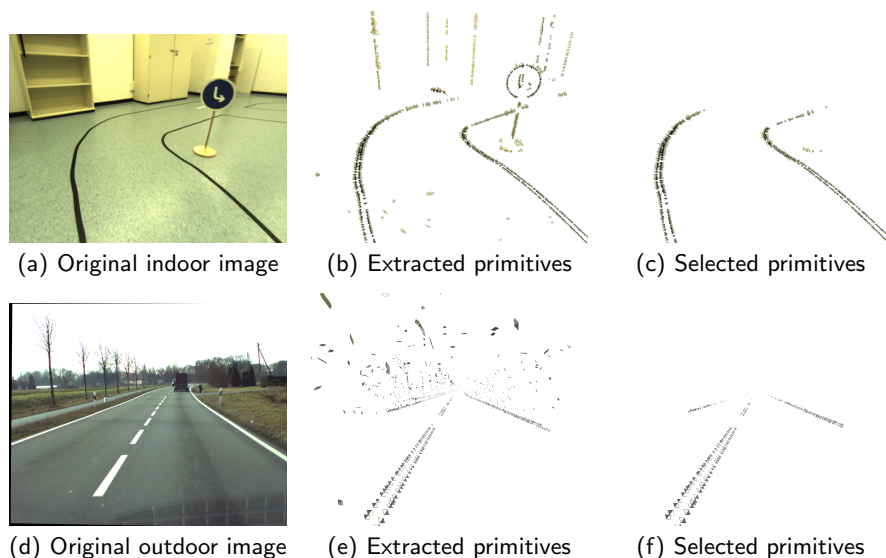 (a) Original indoor image
(b) Extracted primitives
(c) Selected primitives
(d) Original outdoor image
(e) Extracted primitives
(f) Selected primitives